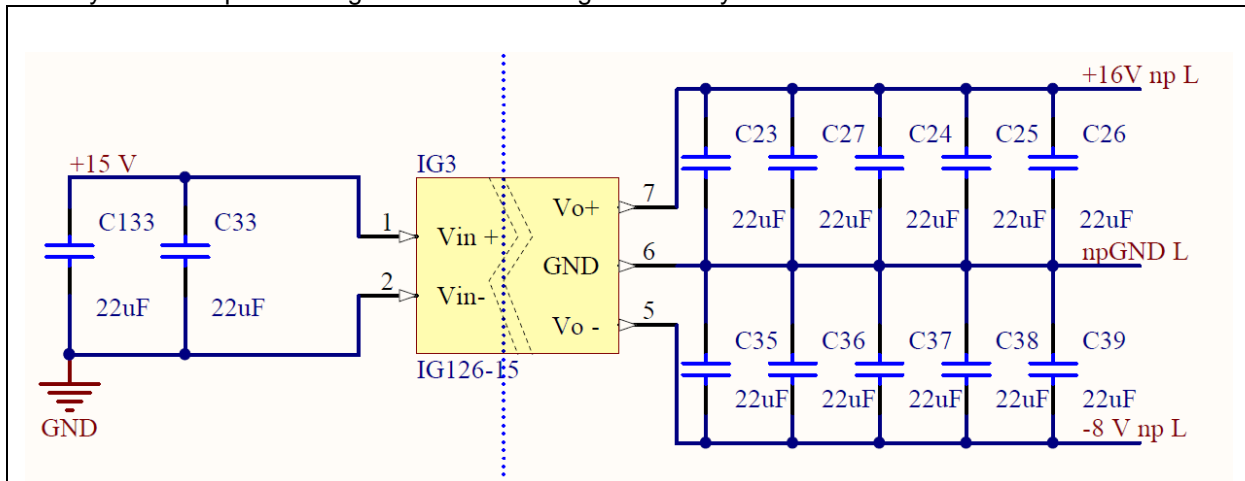 +16V np L
C23 C27 C24 C25 C26
+15 V
IG3
C133 C33
7
Vo+
22uF 22uF 22uF 22uF 22uF
1
Vin +
npGND L
6
GND
2
Vin-
5
Vo -
22uF 22uF
C35 C36 C37 C38 C39
IG126-15
22uF 22uF 22uF 22uF 22uF
GND
-8 V np L